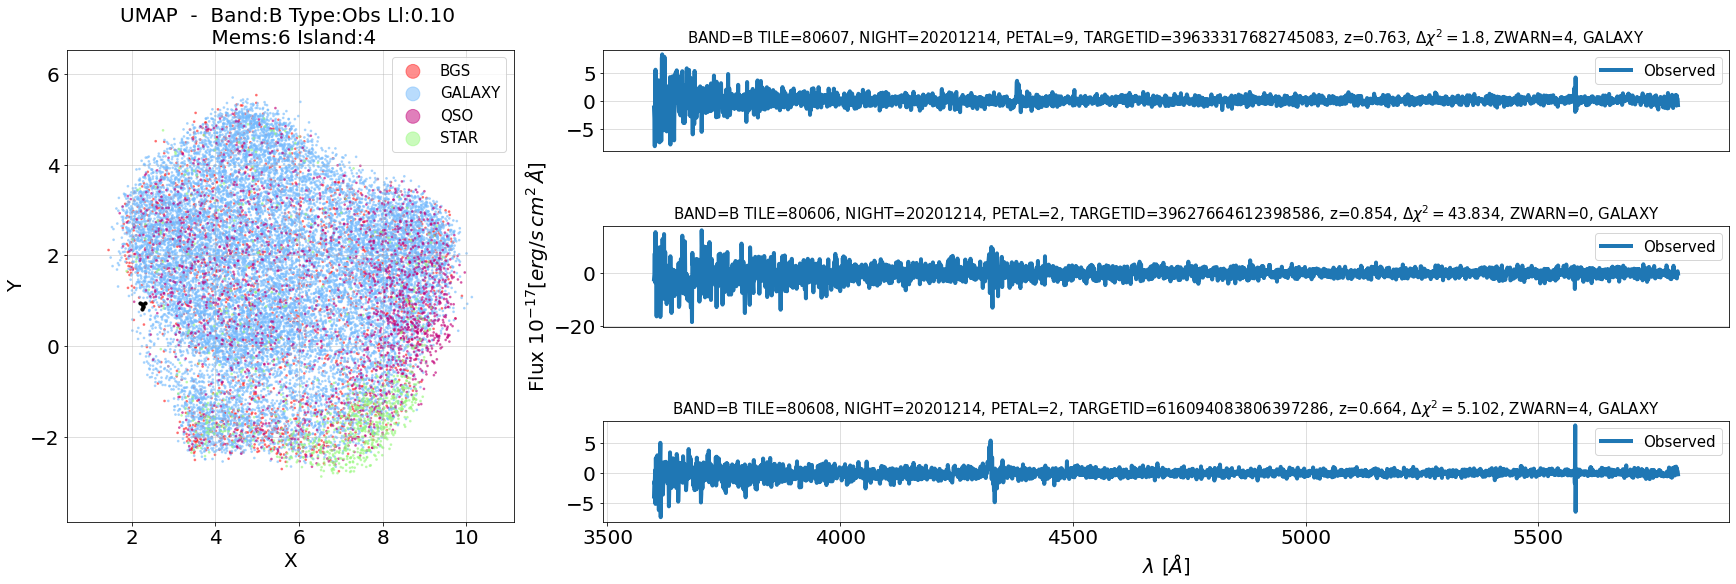 UMAP - Band:B Type:Obs Ll:0.10
Mems:6 Island:4
BGS
GALAXY
QSO
STAR
6
4
2
0
−2
Y
2 4 6 8 10
X
Flux 10⁻¹⁷[erg/s cm² Å]
BAND=B TILE=80607, NIGHT=20201214, PETAL=9, TARGETID=39633317682745083, z=0.763, Δχ² = 1.8, ZWARN=4, GALAXY
Observed
5
0
−5
BAND=B TILE=80606, NIGHT=20201214, PETAL=2, TARGETID=39627664612398586, z=0.854, Δχ² = 43.834, ZWARN=0, GALAXY
Observed
0
−20
BAND=B TILE=80608, NIGHT=20201214, PETAL=2, TARGETID=616094083806397286, z=0.664, Δχ² = 5.102, ZWARN=4, GALAXY
Observed
5
0
−5
3500 4000 4500 5000 5500
λ [Å]